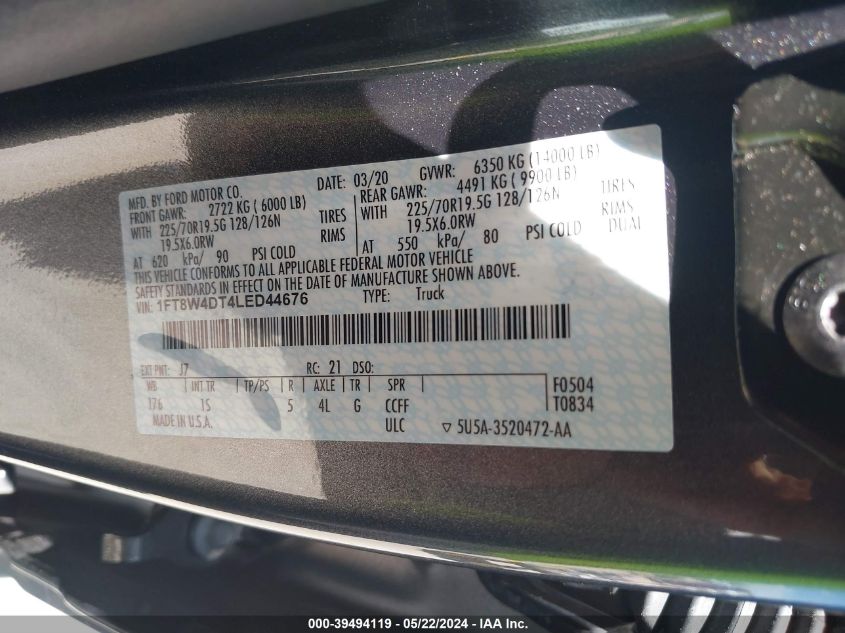 MFD. BY FORD MOTOR CO.
DATE: 03/20 GVWR: 6350 KG (14000 LB)
FRONT GAWR: 2722 KG ( 6000 LB)
REAR GAWR: 4491 KG ( 9900 LB)
WITH 225/70R19.5G 128/126N TIRES
WITH 225/70R19.5G 128/126N TIRES
19.5X6.0RW RIMS
19.5X6.0RW RIMS
AT 620 kPa/ 90 PSI COLD
AT 550 kPa/ 80 PSI COLD DUAL
THIS VEHICLE CONFORMS TO ALL APPLICABLE FEDERAL MOTOR VEHICLE
SAFETY STANDARDS IN EFFECT ON THE DATE OF MANUFACTURE SHOWN ABOVE.
VIN: 1FT8W4DT4LED44676 TYPE: Truck
EXT PNT: J7 RC: 21 DSO:
WB INT TR TP/PS R AXLE TR SPR F0504
176 1S 5 4L G CCFF T0834
MADE IN U.S.A. ULC ▽ 5U5A-3520472-AA
000-39494119 - 05/22/2024 - IAAI.COM